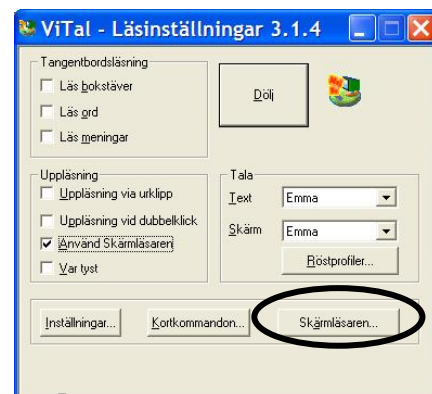 ViTal - Läsinställningar 3.1.4
Tangentbordsläsning
Läs bokstäver
Läs ord
Läs meningar
Dölj
Uppläsning
Uppläsning via urklipp
Uppläsning vid dubbelklick
Använd Skärmläsaren
Var tyst
Tala
Text Emma
Skärm Emma
Röstprofiler...
Inställningar... Kortkommandon... Skärmläsaren...